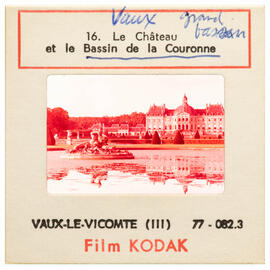 Vaux grand
bassin
16. Le Château
et le Bassin de la Couronne
VAUX-LE-VICOMTE (III) 77 - 082.3
Film KODAK